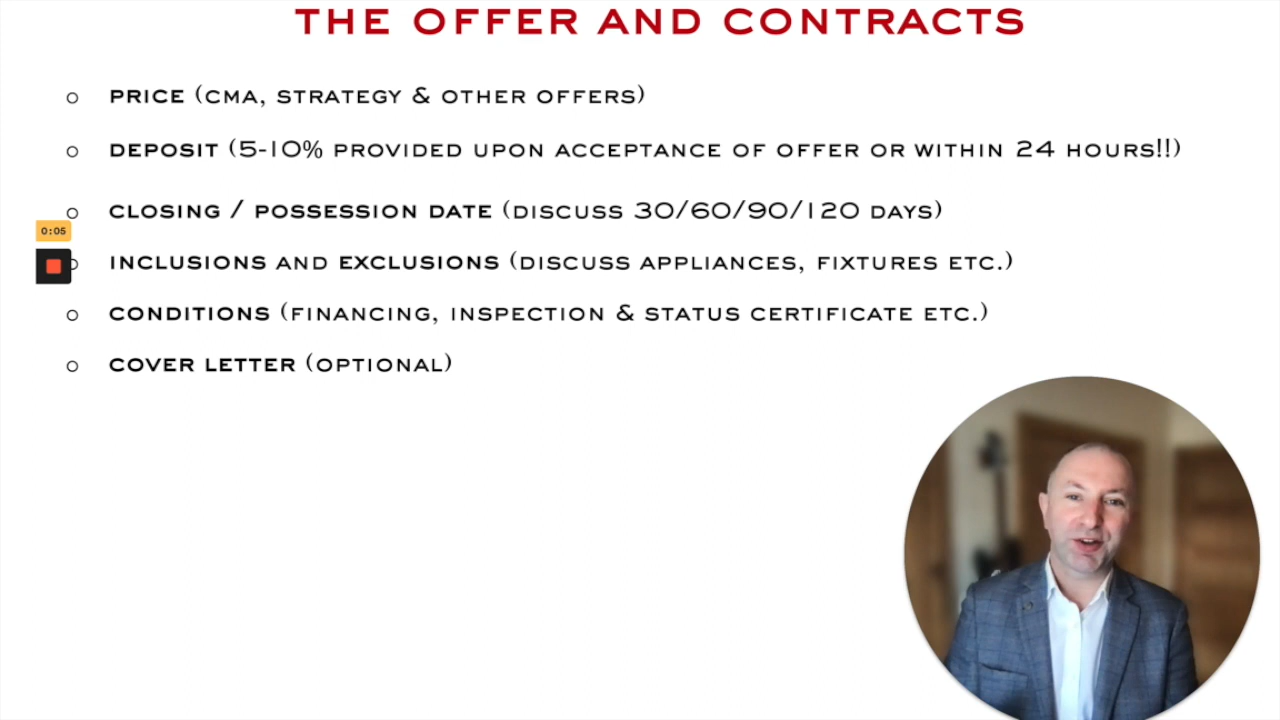 THE OFFER AND CONTRACTS
PRICE (CMA, STRATEGY & OTHER OFFERS)
DEPOSIT (5-10% PROVIDED UPON ACCEPTANCE OF OFFER OR WITHIN 24 HOURS!!)
CLOSING / POSSESSION DATE (DISCUSS 30/60/90/120 DAYS)
0:05
INCLUSIONS AND EXCLUSIONS (DISCUSS APPLIANCES, FIXTURES ETC.)
CONDITIONS (FINANCING, INSPECTION & STATUS CERTIFICATE ETC.)
COVER LETTER (OPTIONAL)